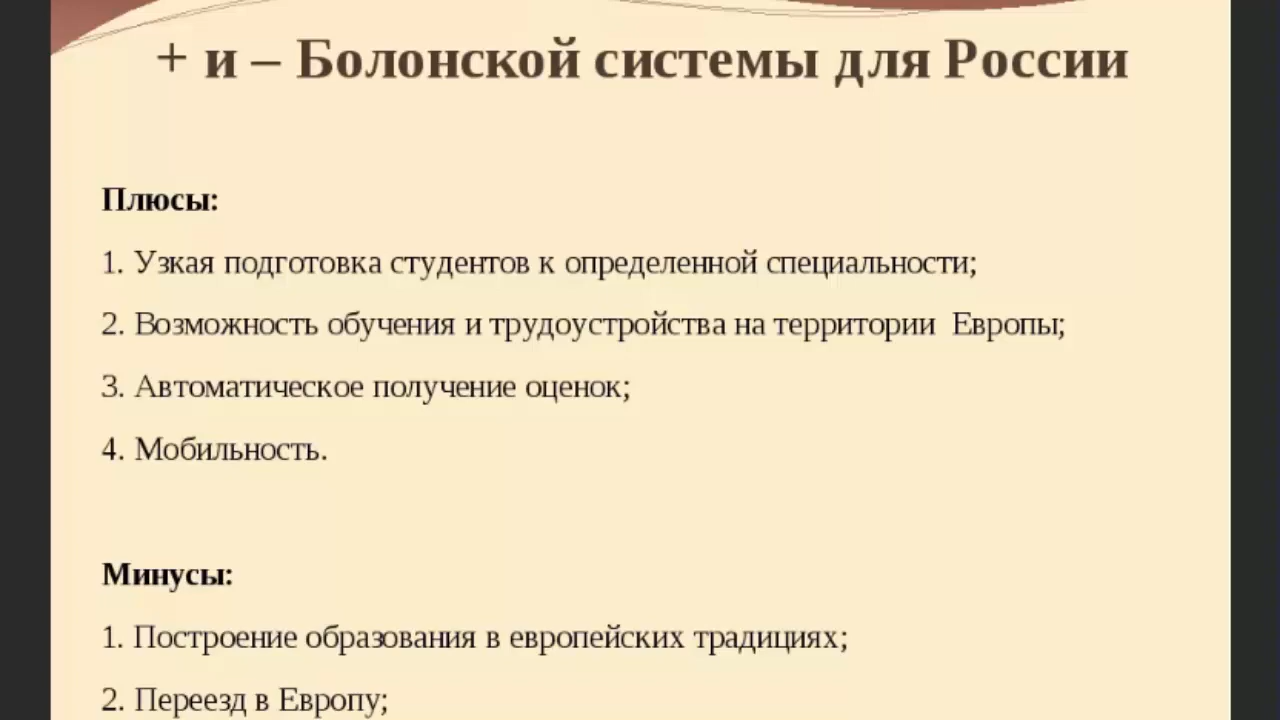 + и – Болонской системы для России
Плюсы:
1. Узкая подготовка студентов к определенной специальности;
2. Возможность обучения и трудоустройства на территории Европы;
3. Автоматическое получение оценок;
4. Мобильность.
Минусы:
1. Построение образования в европейских традициях;
2. Переезд в Европу;